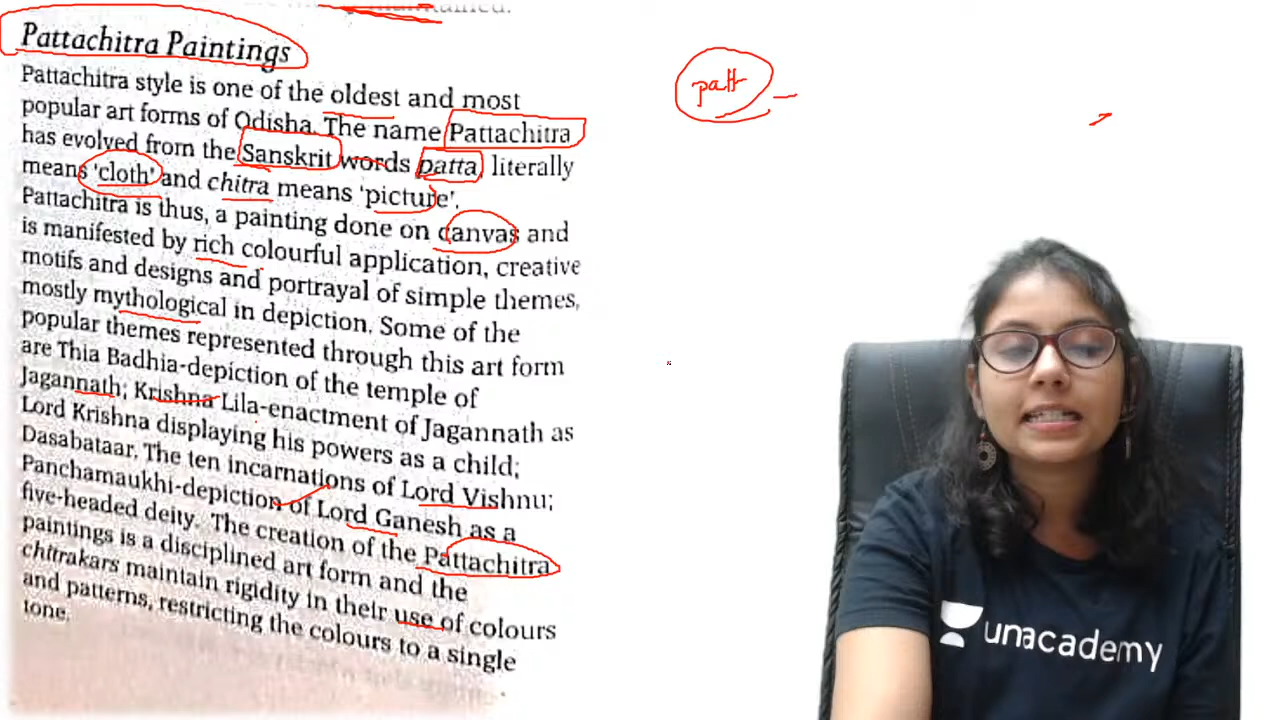 Pattachitra Paintings
Pattachitra style is one of the oldest and most
popular art forms of Odisha. The name Pattachitra
has evolved from the Sanskrit words patta, literally
means 'cloth' and chitra means 'picture'.
Pattachitra is thus, a painting done on canvas and
is manifested by rich colourful application, creative
motifs and designs and portrayal of simple themes,
mostly mythological in depiction. Some of the
popular themes represented through this art form
are Thia Badhia-depiction of the temple of
Jagannath; Krishna Lila-enactment of Jagannath as
Lord Krishna displaying his powers as a child;
Dasabataar. The ten incarnations of Lord Vishnu;
Panchamaukhi-depiction of Lord Ganesh as a
five-headed deity. The creation of the Pattachitra
paintings is a disciplined art form and the
chitrakars maintain rigidity in their use of colours
and patterns, restricting the colours to a single
tone.
patt
unacademy